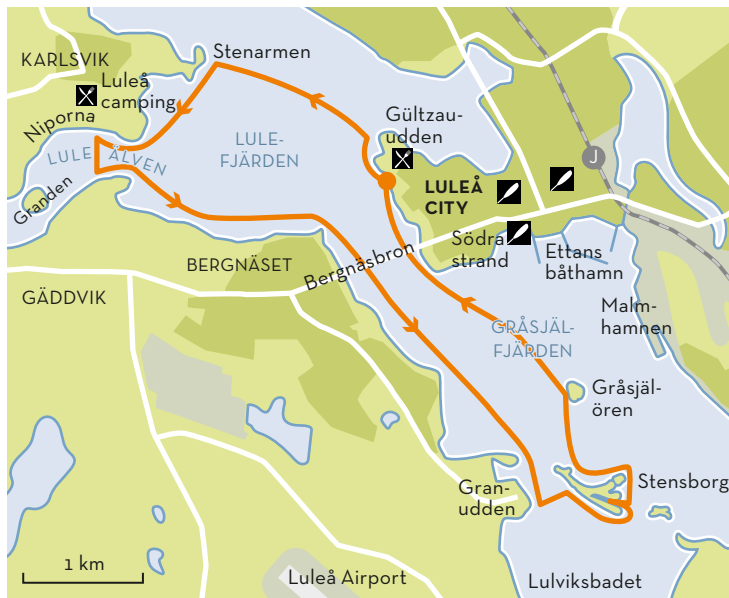 Stenarmen
KARLSVIK
Luleå
camping
Niporna
LULE ÄLVEN
Granden
LULE-
FJÄRDEN
Gültzau-
udden
J
LULEÅ
CITY
Södra
strand
Ettans
båthamn
Bergnäsbron
BERGNÄSET
GÄDDVIK
Malm-
hamnen
GRÅSJÄL-
FJÄRDEN
Gråsjäl-
ören
Gran-
udden
Stensborg
1 km
Luleå Airport
Lulviksbadet